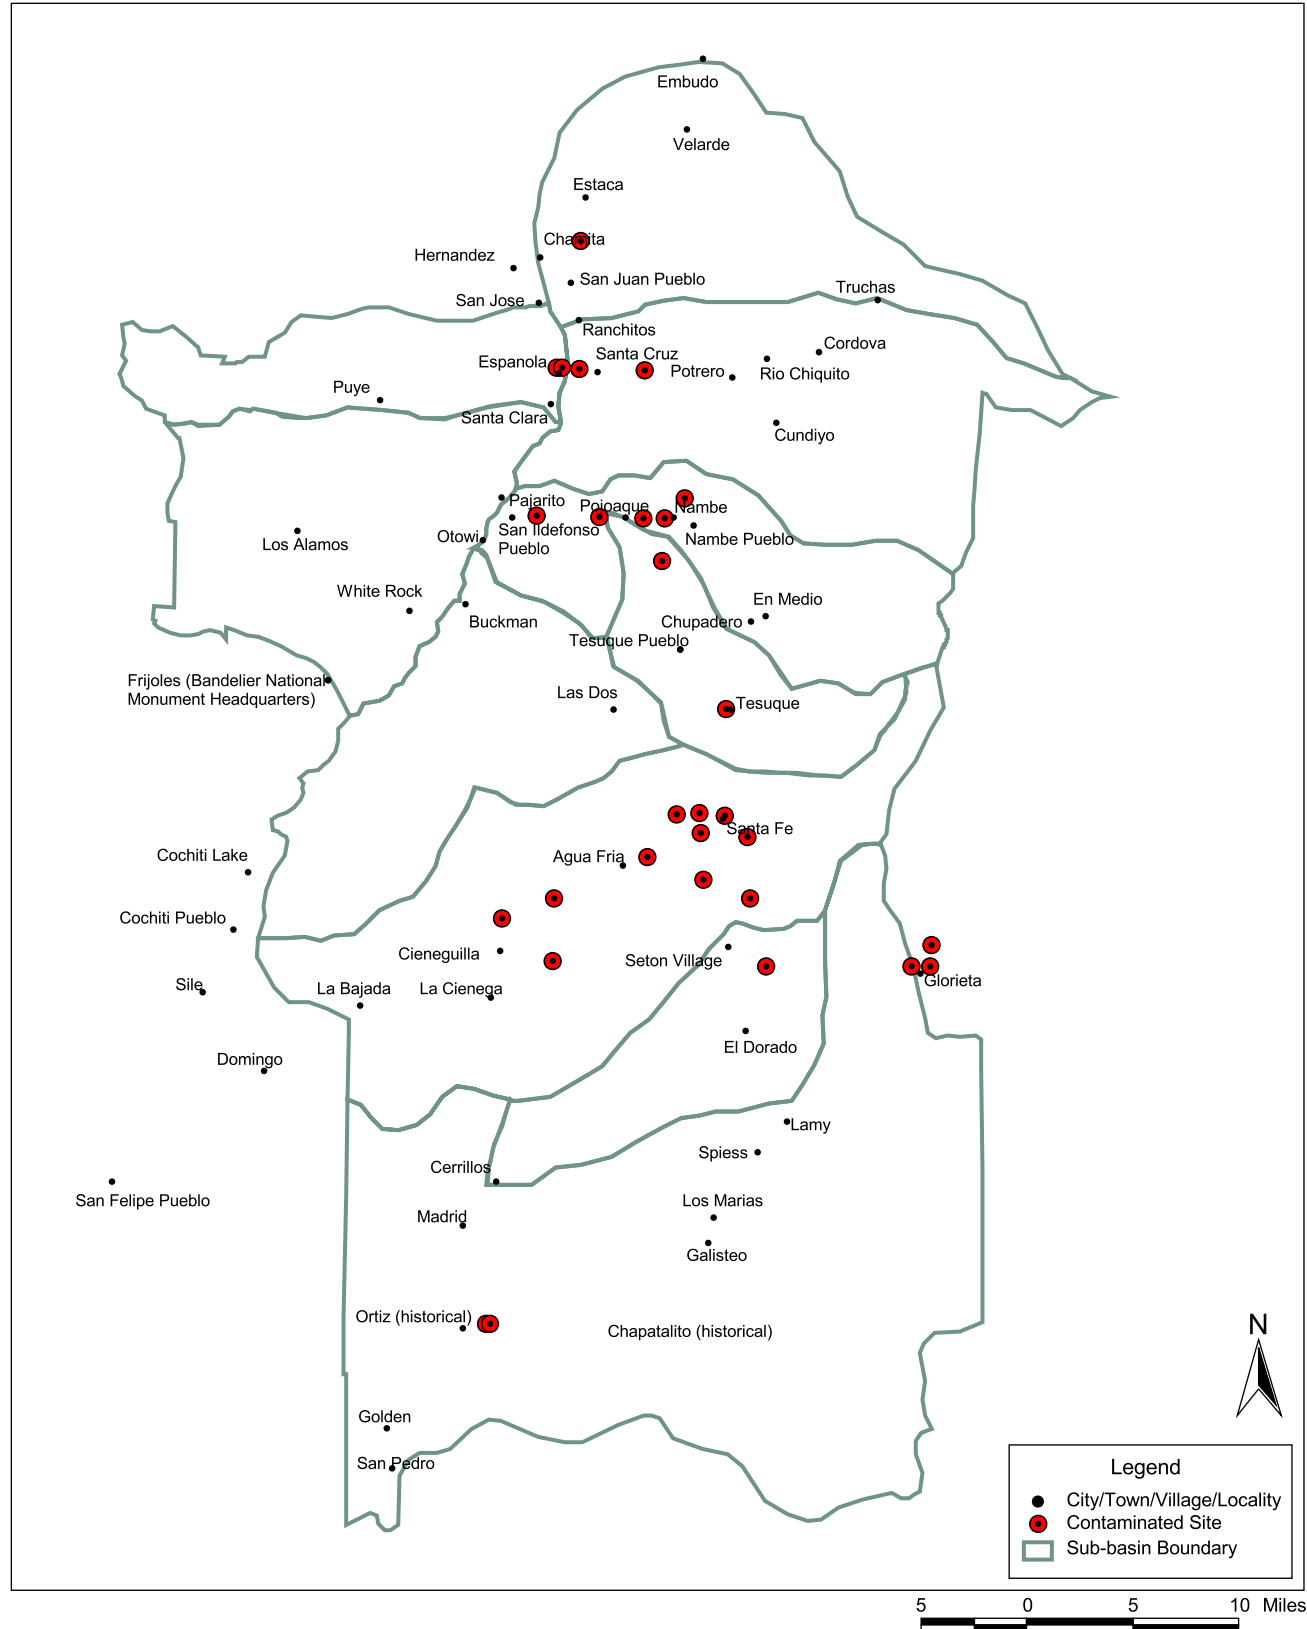 Embudo
Velarde
Estaca
Chamita
Hernandez
San Juan Pueblo
Truchas
San Jose
Ranchitos
Cordova
Santa Cruz
Espanola
Potrero
Rio Chiquito
Puye
Santa Clara
Cundiyo
Pajarito
Pojoaque
Nambe
San Ildefonso
Pueblo
Otowi
Nambe Pueblo
Los Alamos
White Rock
En Medio
Buckman
Chupadero
Tesuque Pueblo
Frijoles (Bandelier National
Monument Headquarters)
Las Dos
Tesuque
Santa Fe
Cochiti Lake
Agua Fria
Cochiti Pueblo
Cieneguilla
Seton Village
Sile
La Bajada
La Cienega
Glorieta
El Dorado
Domingo
Lamy
Spiess
Cerrillos
San Felipe Pueblo
Los Marias
Madrid
Galisteo
Ortiz (historical)
Chapatalito (historical)
N
Golden
San Pedro
Legend
City/Town/Village/Locality
Contaminated Site
Sub-basin Boundary
5 0 5 10 Miles